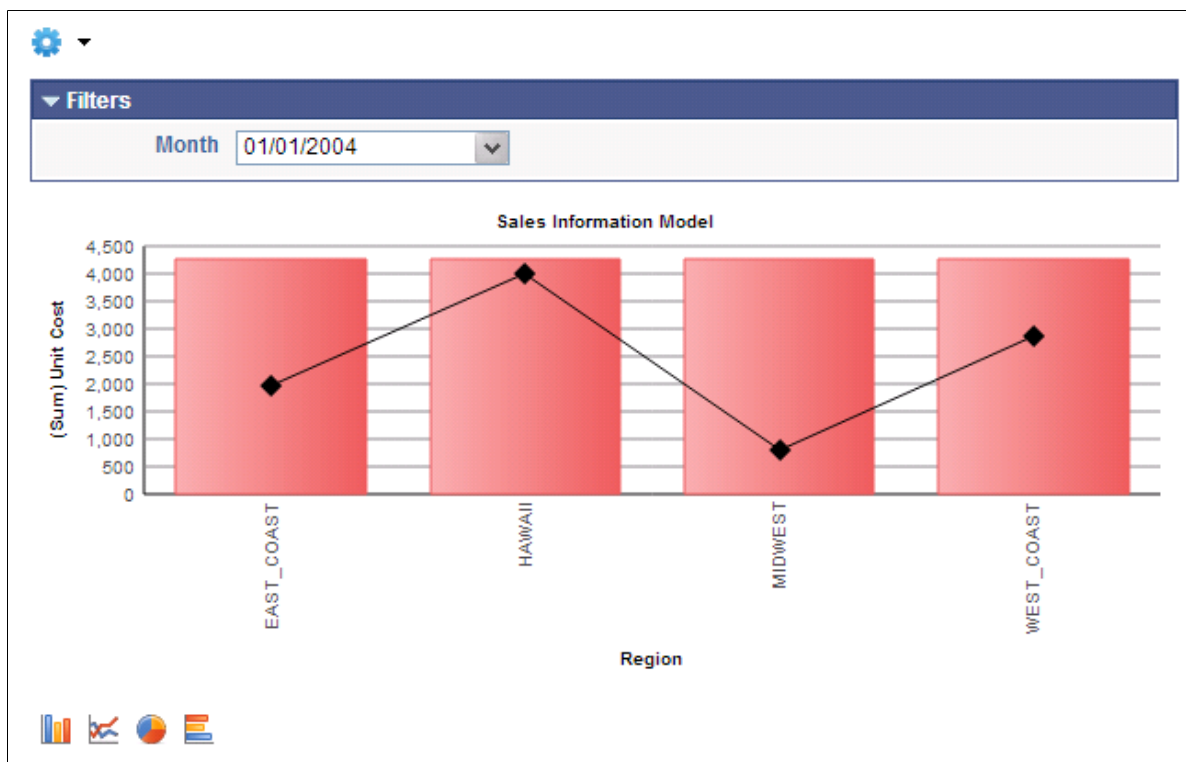 Filters
Month 01/01/2004
Sales Information Model
(Sum) Unit Cost
4,500
4,000
3,500
3,000
2,500
2,000
1,500
1,000
500
0
EAST_COAST
HAWAII
MIDWEST
WEST_COAST
Region